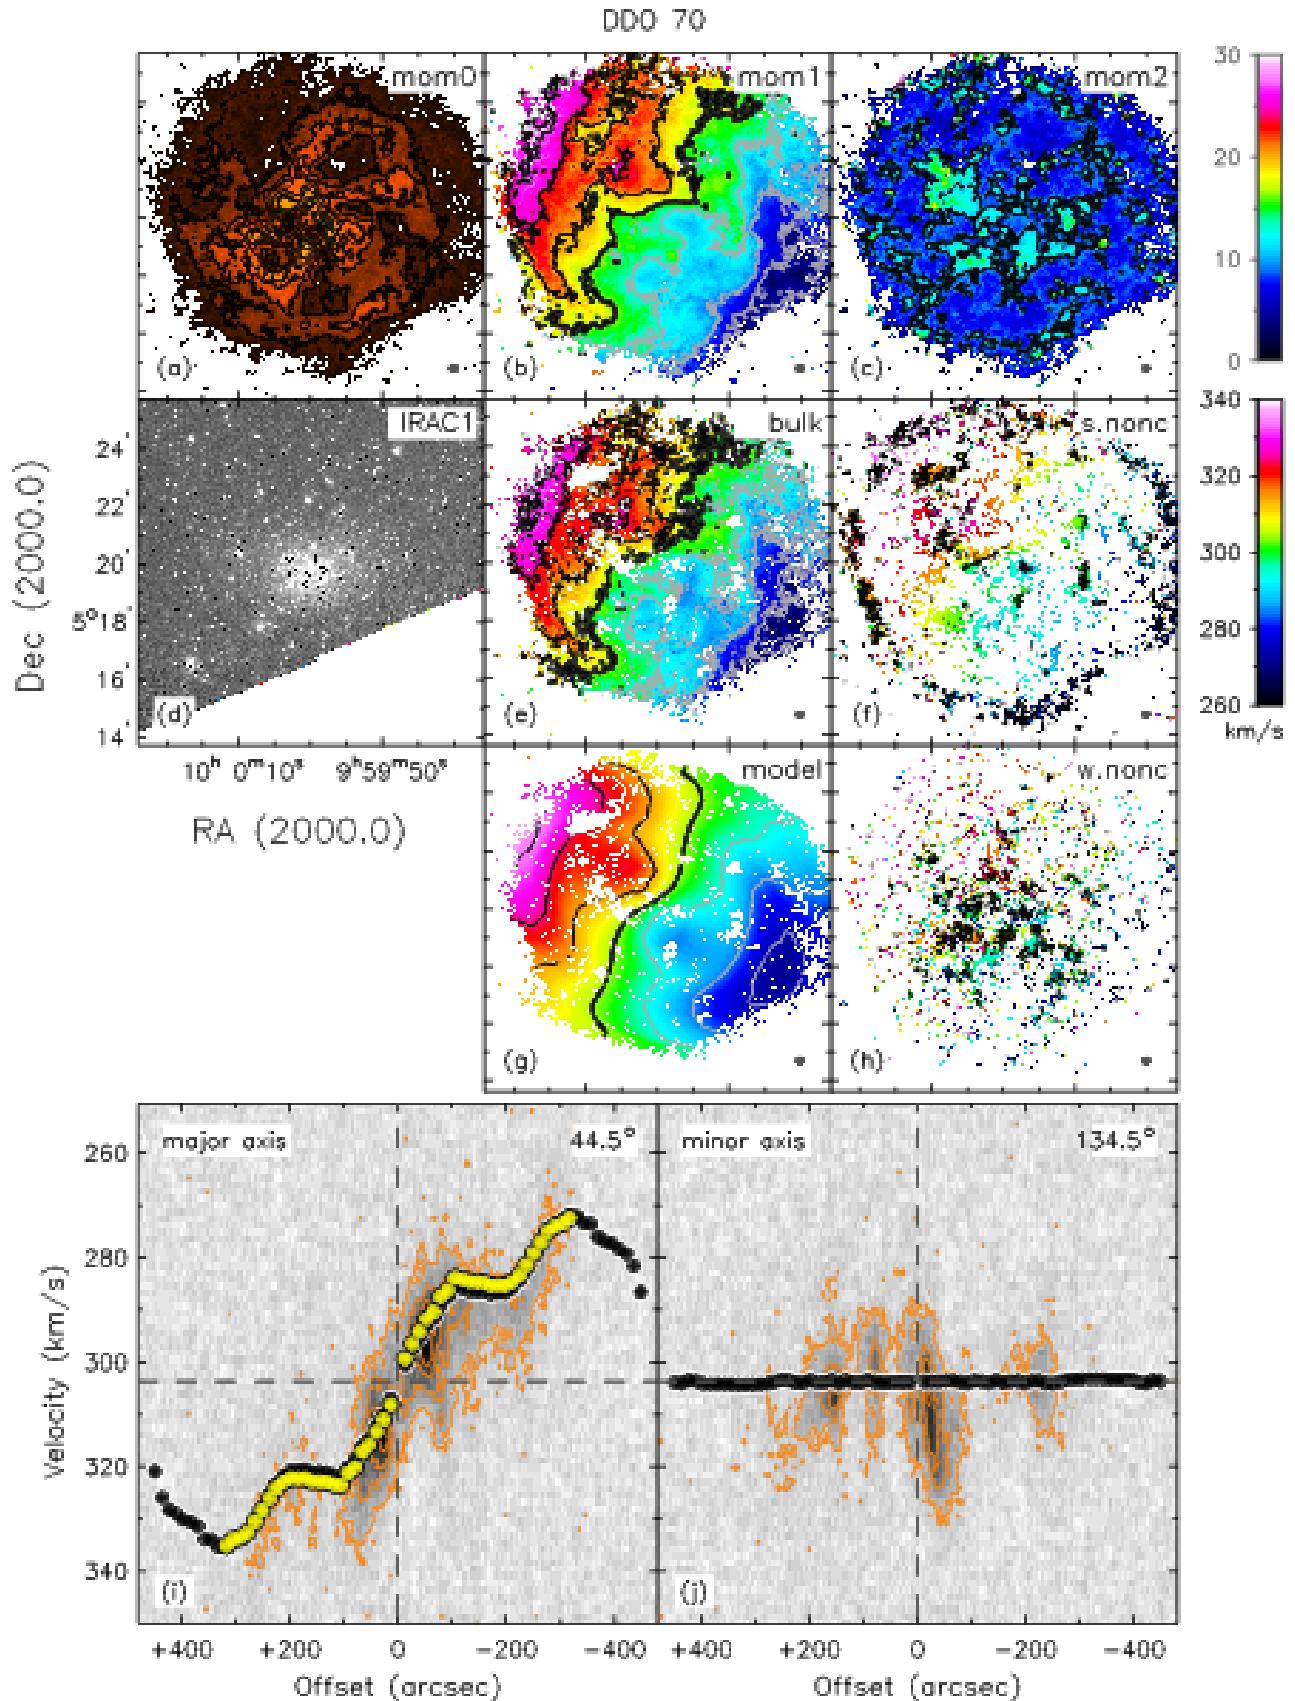 DDO 70
mom0 mom1 mom2
30
20
10
0
(a) (b) (c)
IRAC1 bulk s.nonc
340
320
300
280
260
km/s
Dec (2000.0)
24'
22'
20'
5°18'
16'
14'
(d) (e) (f)
10h 0m10s 9h59m50s
RA (2000.0)
model w.nonc
(g) (h)
major axis 44.5° minor axis 134.5°
Velocity (km/s)
260
280
300
320
340
(i) (j)
+400 +200 0 −200 −400 +400 +200 0 −200 −400
Offset (arcsec) Offset (arcsec)